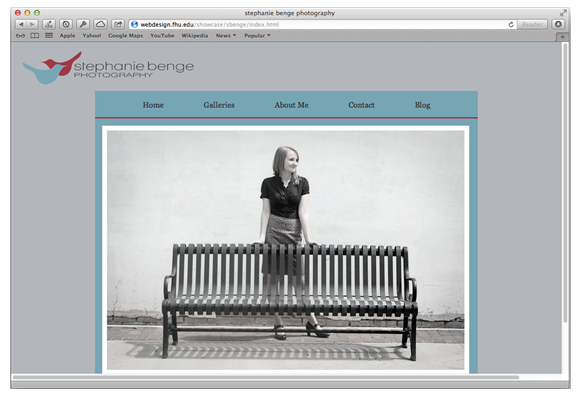 stephanie benge photography
webdesign.fhu.edu/showcase/sbenge/index.html
Reader
Apple Yahoo! Google Maps YouTube Wikipedia News Popular
stephanie benge
PHOTOGRAPHY
Home Galleries About Me Contact Blog